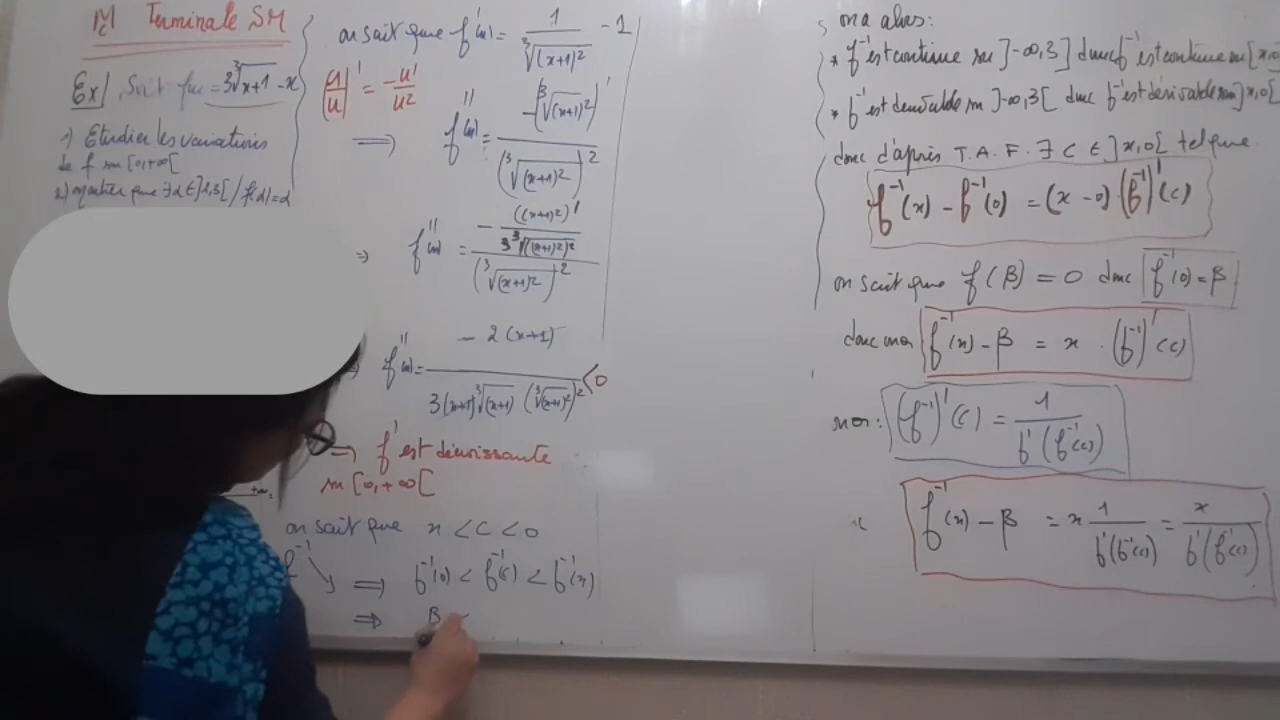 Terminale SM
Ex/ Soit f(x) = 3∛(x+1) - x
1) Etudier les variations
de f sur [0,+∞[
2) montrer que ∃ α ∈ ]2,3[ / f(α)=α
+∞
on sait que f'(x) = 1/∛((x+1)²) - 1
(1/u)' = -u'/u²
⟹ f''(x) = -(∛((x+1)²))' / (∛((x+1)²))²
⟹ f''(x) = -(((x+1)²)' / 3∛(((x+1)²)²)) / (∛((x+1)²))²
⟹ f''(x) = -2(x+1) / 3(x+1)∛(x+1) (∛((x+1)²))² < 0
⟹ f' est décroissante
sur [0,+∞[
on sait que x < c < 0
f⁻¹ ↘ ⟹ f⁻¹(0) < f⁻¹(c) < f⁻¹(x)
⟹ β <
on a alors :
* f⁻¹ est continue sur ]-∞,3] donc f⁻¹ est continue sur [x,0
* f⁻¹ est dérivable sur ]-∞,3[ donc f⁻¹ est dérivable sur ]x,0[
donc d'après T.A.F. ∃ c ∈ ]x,0[ tel que
f⁻¹(x) - f⁻¹(0) = (x - 0)·(f⁻¹)'(c)
on sait que f(β) = 0 donc f⁻¹(0) = β
donc f⁻¹(x) - β = x · (f⁻¹)'(c)
or : (f⁻¹)'(c) = 1/f'(f⁻¹(c))
f⁻¹(x) - β = x 1/f'(f⁻¹(c)) = x/f'(f⁻¹(c))